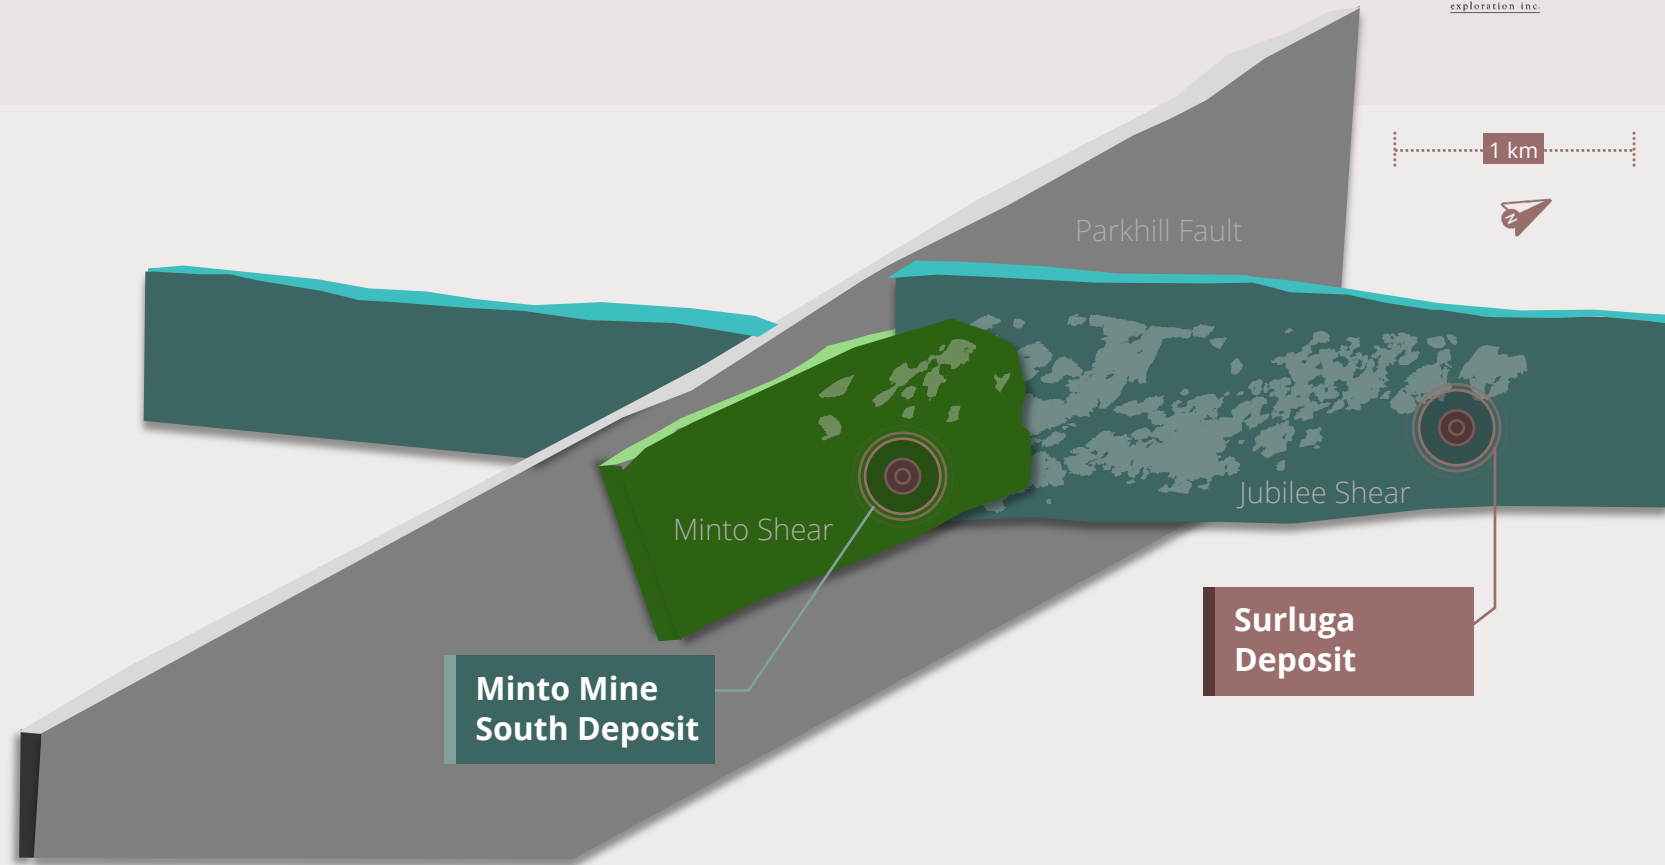 exploration inc.
1 km
N
Parkhill Fault
Jubilee Shear
Minto Shear
Surluga
Deposit
Minto Mine
South Deposit